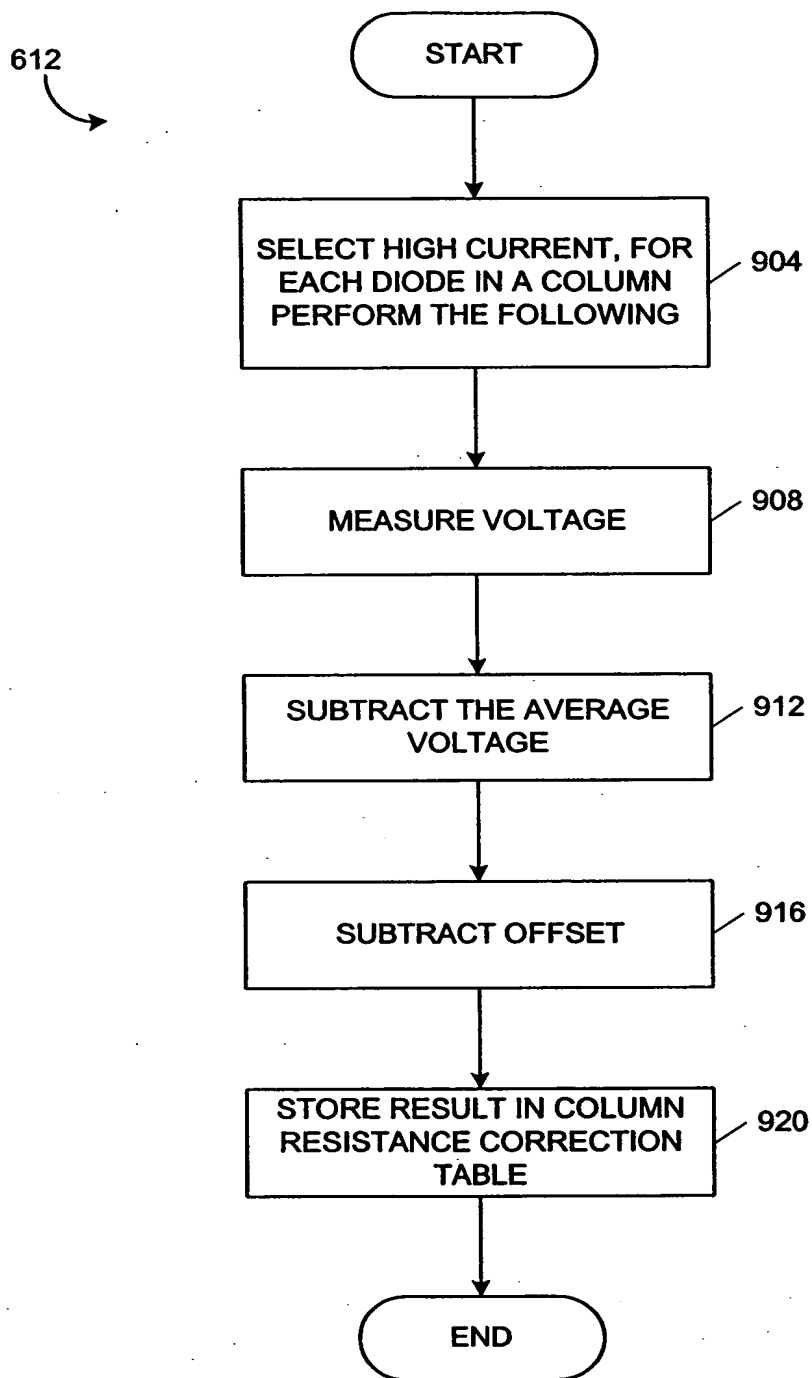 612
START
SELECT HIGH CURRENT, FOR
EACH DIODE IN A COLUMN
PERFORM THE FOLLOWING
904
MEASURE VOLTAGE
908
SUBTRACT THE AVERAGE
VOLTAGE
912
SUBTRACT OFFSET
916
STORE RESULT IN COLUMN
RESISTANCE CORRECTION
TABLE
920
END